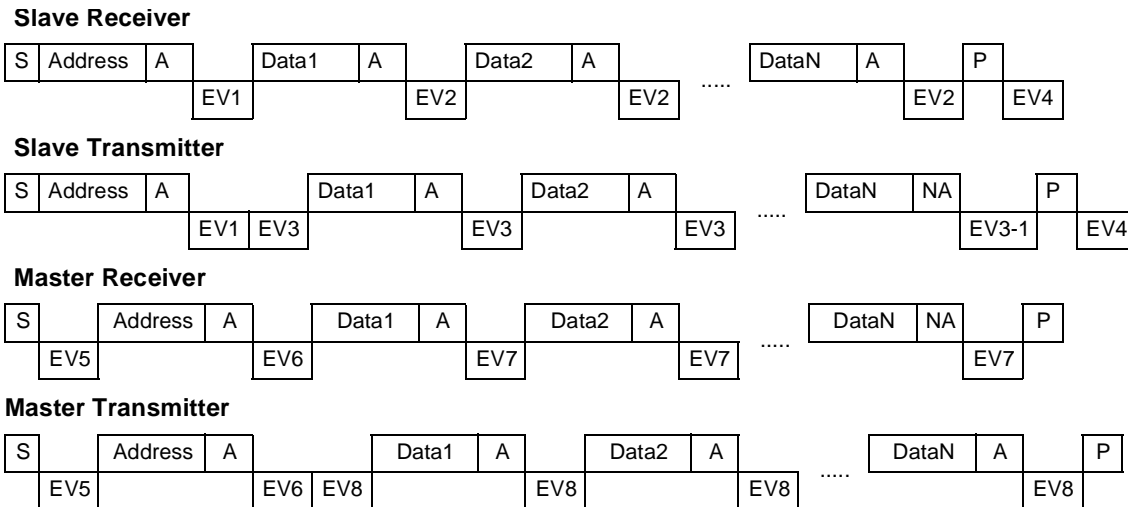 Slave Receiver
S Address A Data1 A Data2 A DataN A P
EV1 EV2 EV2 ..... EV2 EV4
Slave Transmitter
S Address A Data1 A Data2 A DataN NA P
EV1 EV3 EV3 EV3 ..... EV3-1 EV4
Master Receiver
S Address A Data1 A Data2 A DataN NA P
EV5 EV6 EV7 EV7 ..... EV7
Master Transmitter
S Address A Data1 A Data2 A DataN A P
EV5 EV6 EV8 EV8 EV8 ..... EV8